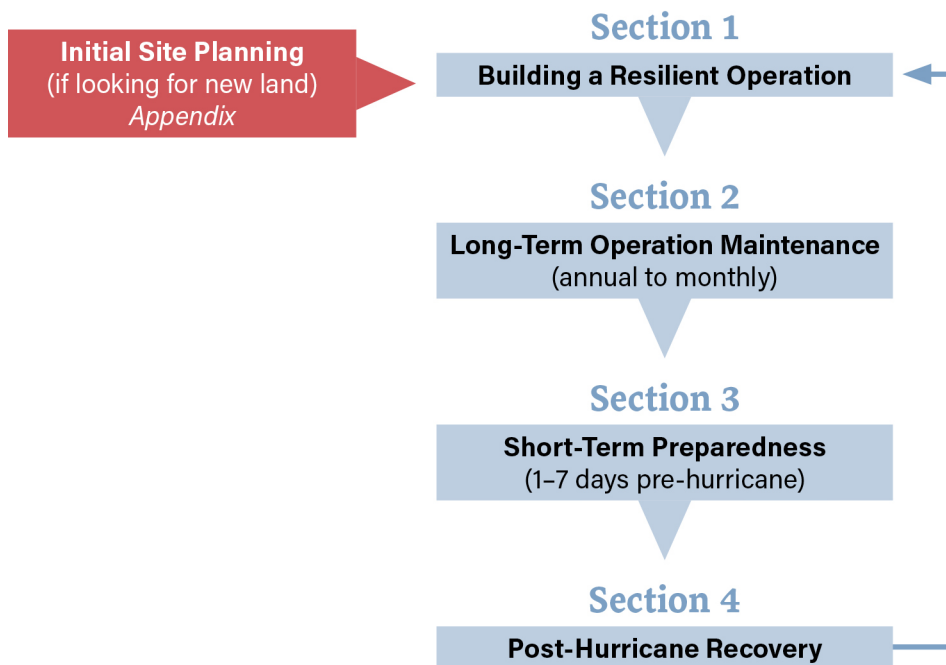 Initial Site Planning
(if looking for new land)
Appendix
Section 1
Building a Resilient Operation
Section 2
Long-Term Operation Maintenance
(annual to monthly)
Section 3
Short-Term Preparedness
(1–7 days pre-hurricane)
Section 4
Post-Hurricane Recovery